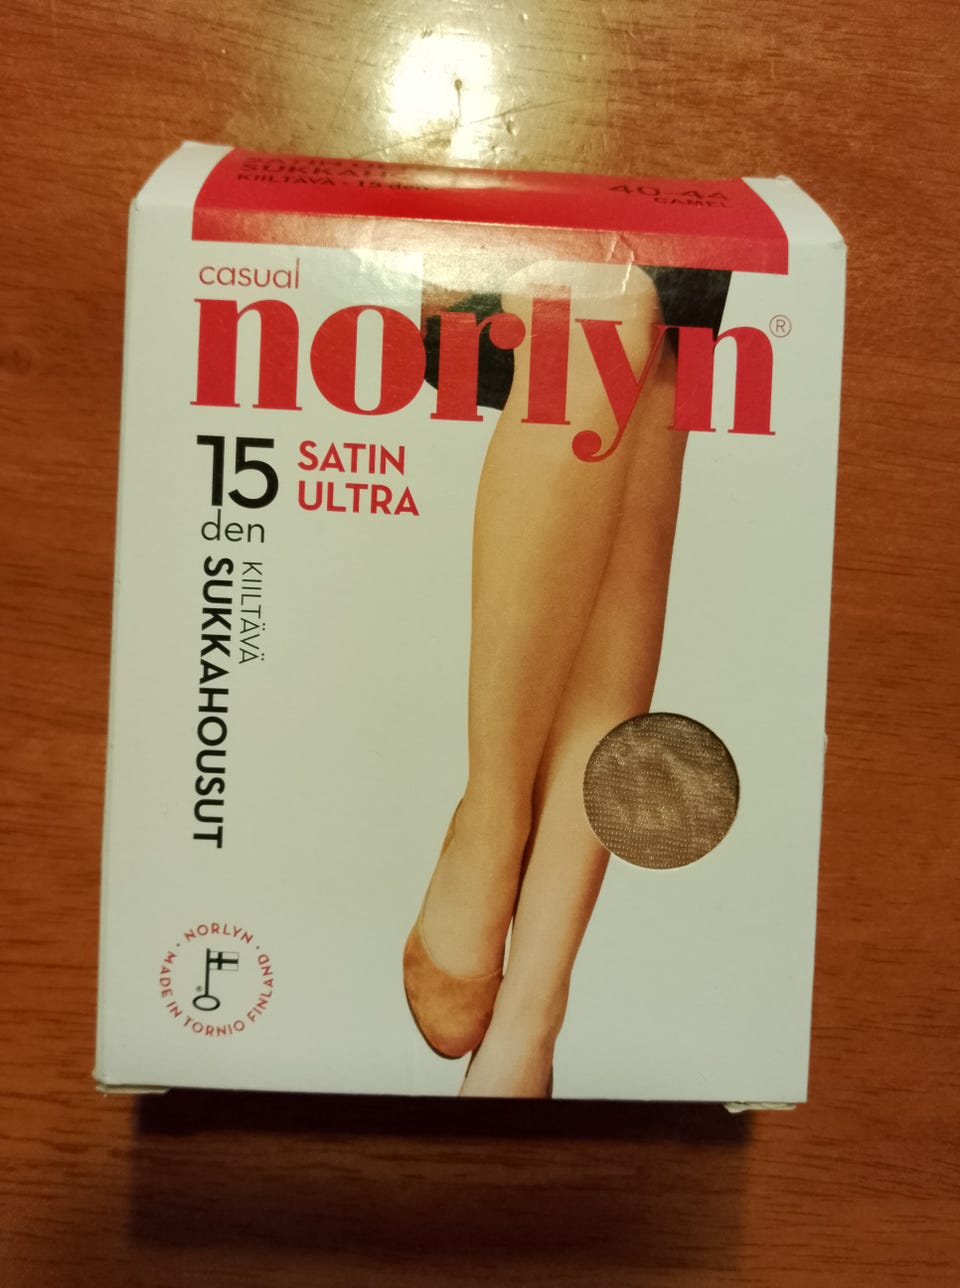 SUKKAH
KIILTÄVÄ - 15 den
40-44
CAMEL
casual
norlyn®
15
den
SATIN
ULTRA
KIILTÄVÄ
SUKKAHOUSUT
• NORLYN • MADE IN TORNIO FINLAND
®